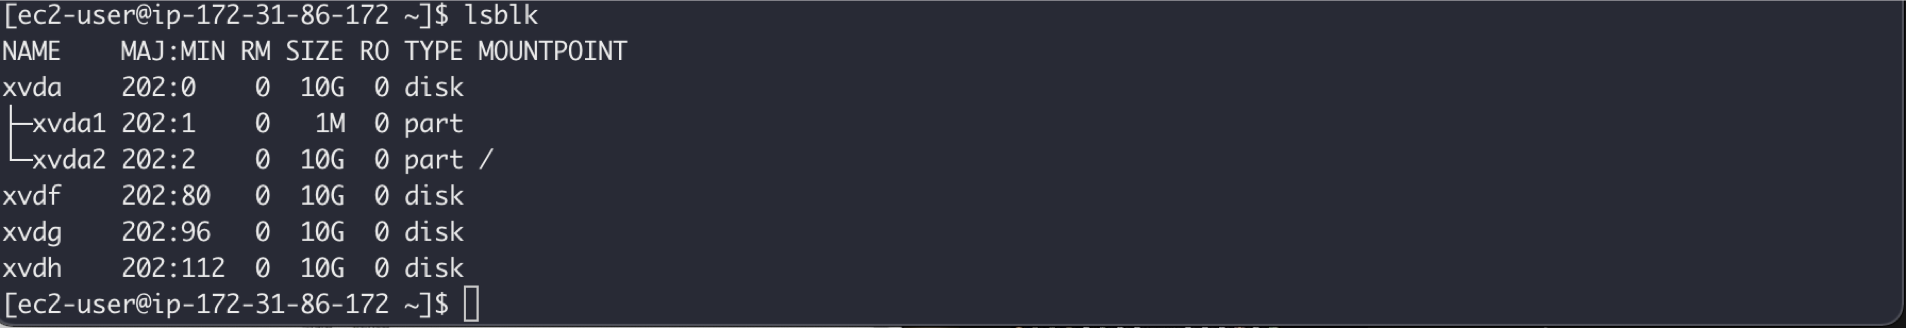 [ec2-user@ip-172-31-86-172 ~]$ lsblk
NAME    MAJ:MIN RM SIZE RO TYPE MOUNTPOINT
xvda    202:0    0  10G  0 disk
├─xvda1 202:1    0   1M  0 part
└─xvda2 202:2    0  10G  0 part /
xvdf    202:80   0  10G  0 disk
xvdg    202:96   0  10G  0 disk
xvdh    202:112  0  10G  0 disk
[ec2-user@ip-172-31-86-172 ~]$